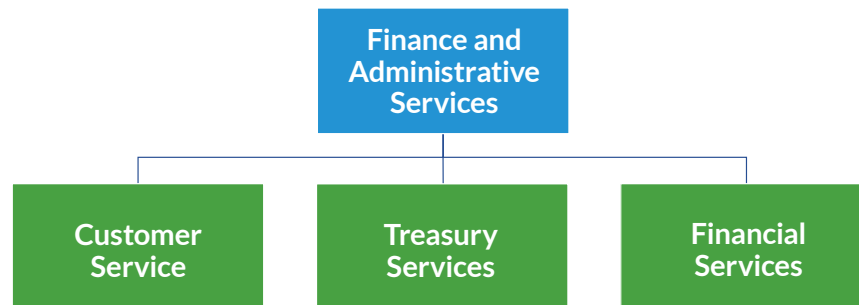 Finance and
Administrative
Services
Customer
Service
Treasury
Services
Financial
Services